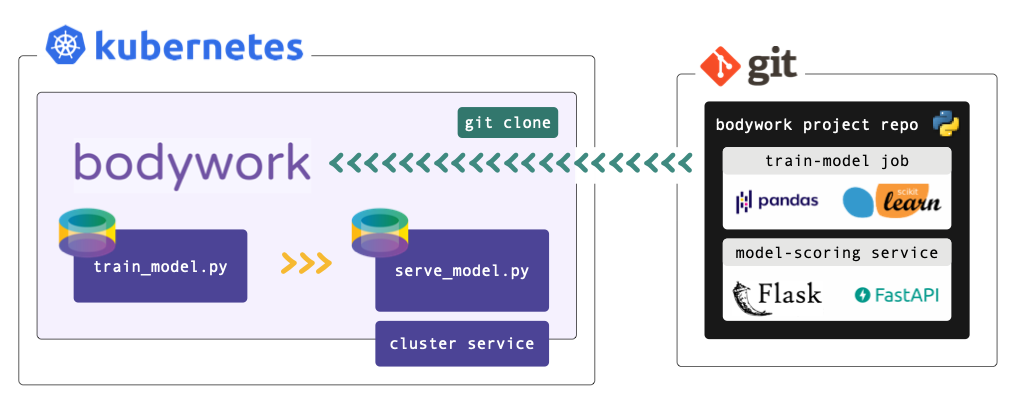 kubernetes
git clone
bodywork
train_model.py
serve_model.py
cluster service
git
bodywork project repo
train-model job
pandas
scikit
learn
model-scoring service
Flask
FastAPI